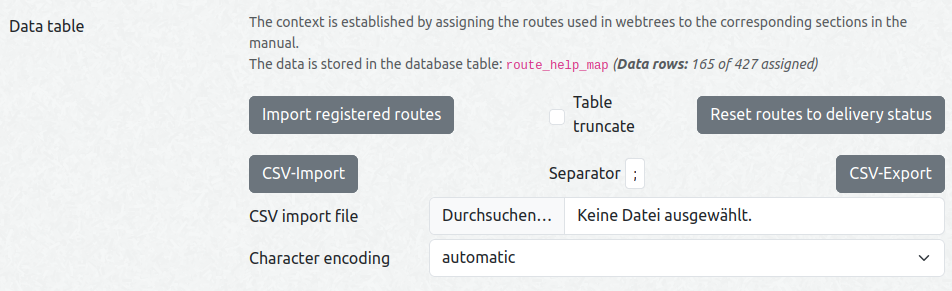 Data table
The context is established by assigning the routes used in webtrees to the corresponding sections in the
manual.
The data is stored in the database table: route_help_map (Data rows: 165 of 427 assigned)
Import registered routes
Table
truncate
Reset routes to delivery status
CSV-Import
Separator ;
CSV-Export
CSV import file
Durchsuchen… Keine Datei ausgewählt.
Character encoding
automatic